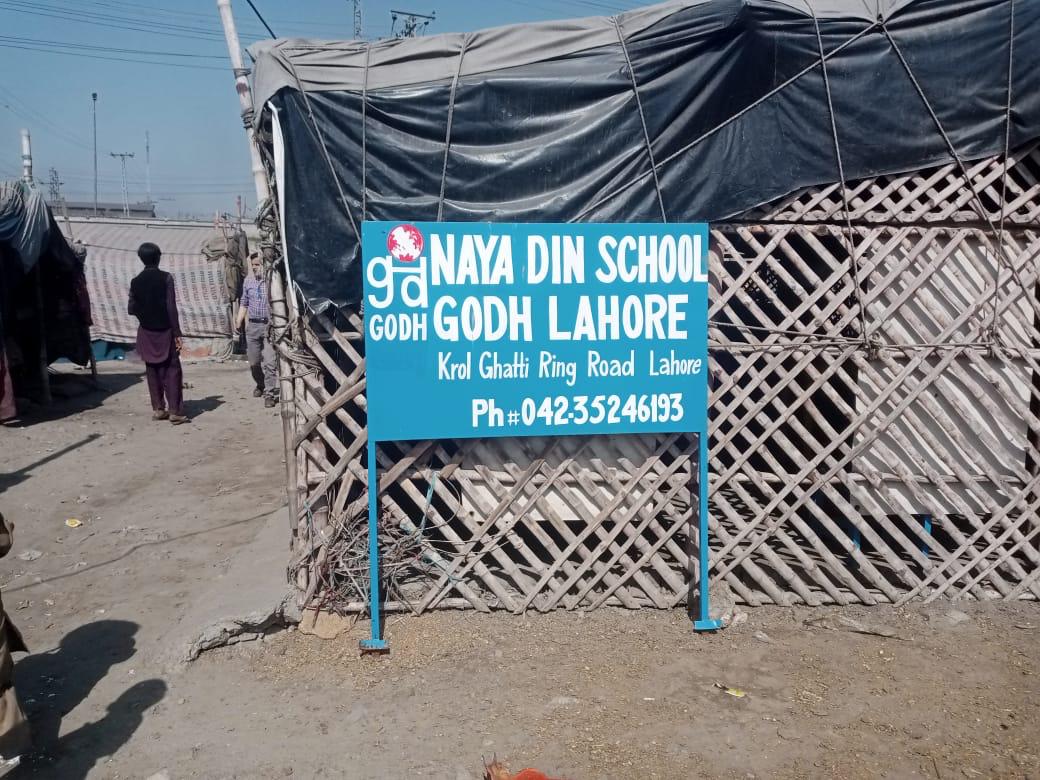 gd NAYA DIN SCHOOL
GODH GODH LAHORE
Krol Ghatti Ring Road Lahore
Ph # 042-35246193